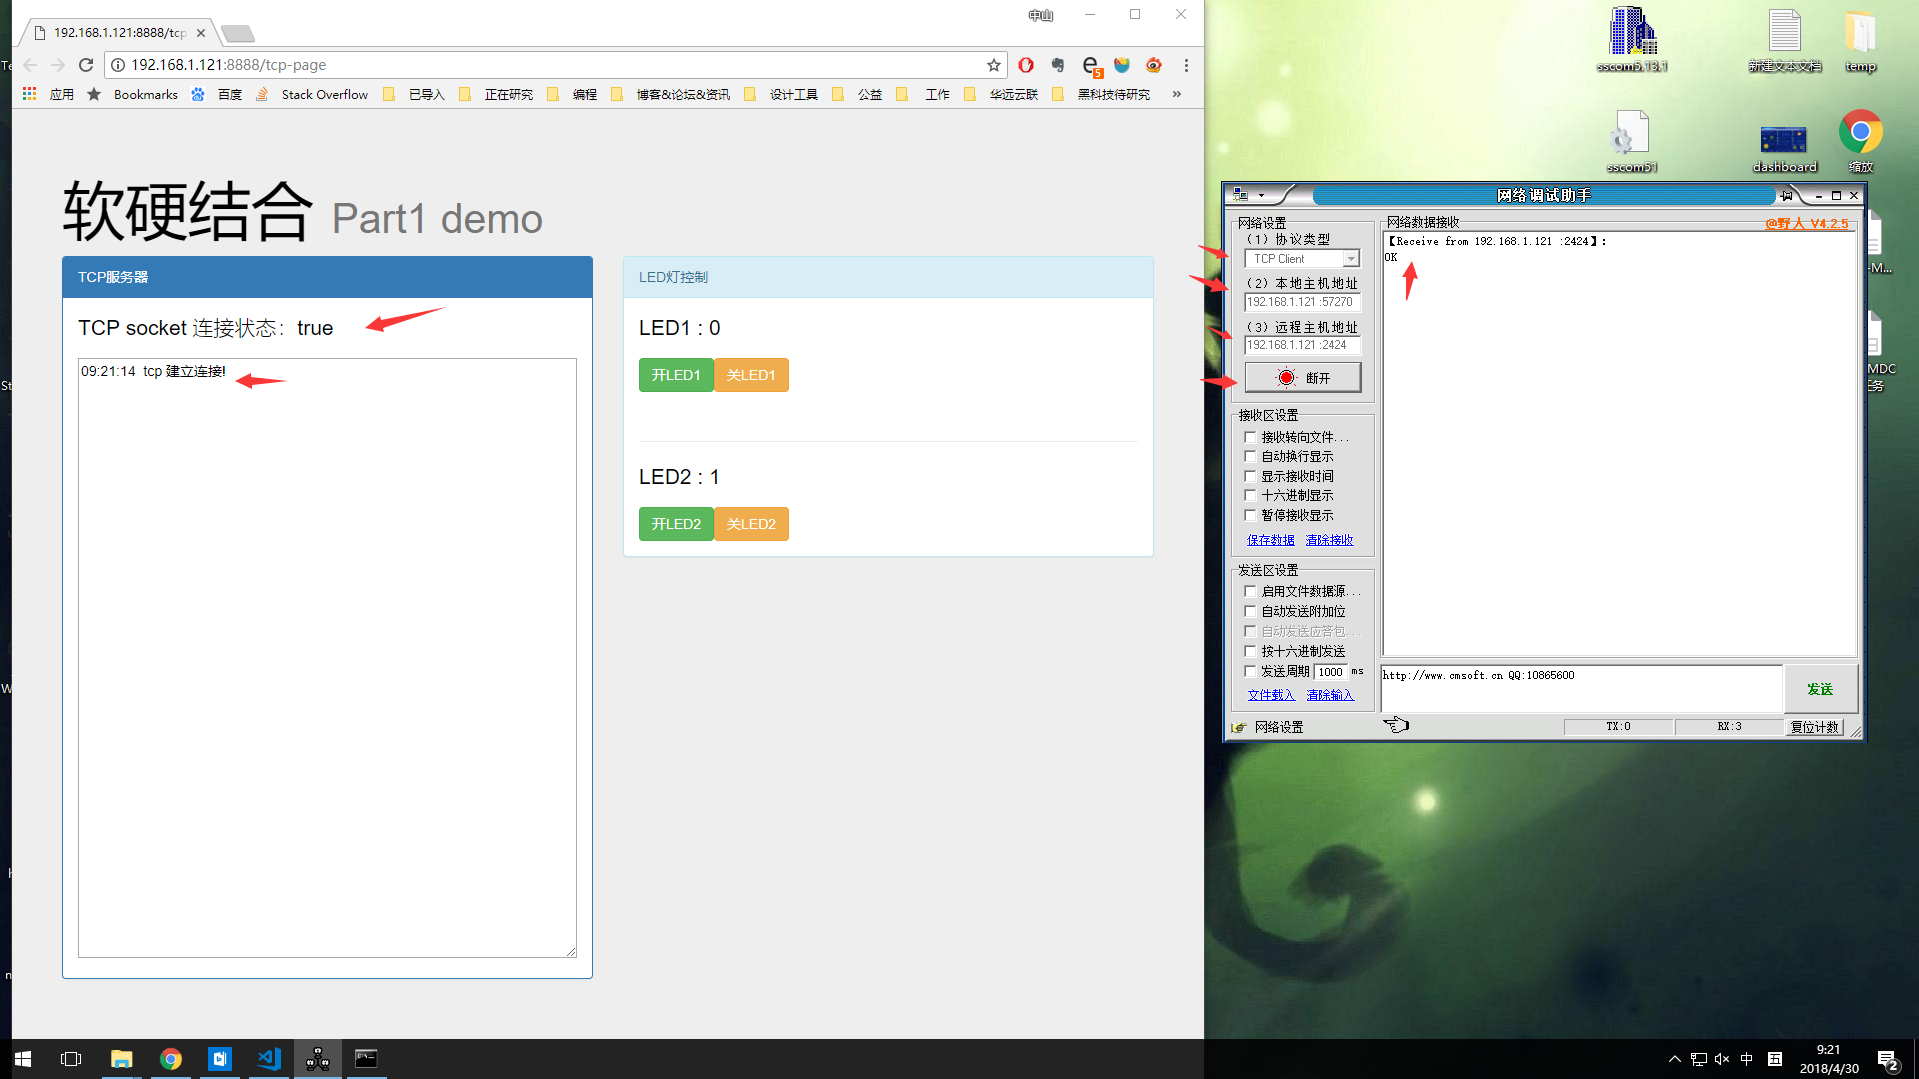 中山
192.168.1.121:8888/tcp
192.168.1.121:8888/tcp-page
5
应用 Bookmarks 百度 Stack Overflow 已导入 正在研究 编程 博客&论坛&资讯 设计工具 公益 工作 华远云联 黑科技待研究 »
软硬结合 Part1 demo
TCP服务器
TCP socket 连接状态：true
09:21:14 tcp 建立连接!
LED灯控制
LED1 : 0
开LED1 关LED1
LED2 : 1
开LED2 关LED2
sscom5.13.1
新建文本文档
temp
sscom51
dashboard
缩放
-M...
MDC
任务
网络调试助手
网络设置
（1）协议类型
TCP Client
（2）本地主机地址
192.168.1.121 :57270
（3）远程主机地址
192.168.1.121 :2424
断开
接收区设置
接收转向文件...
自动换行显示
显示接收时间
十六进制显示
暂停接收显示
保存数据 清除接收
发送区设置
启用文件数据源...
自动发送附加位
自动发送应答包...
按十六进制发送
发送周期 1000 ms
文件载入 清除输入
网络数据接收
@野人 V4.2.5
【Receive from 192.168.1.121 :2424】：
OK
http://www.cmsoft.cn QQ:10865600
发送
网络设置
TX:0
RX:3
复位计数
中
五
9:21
2018/4/30
2